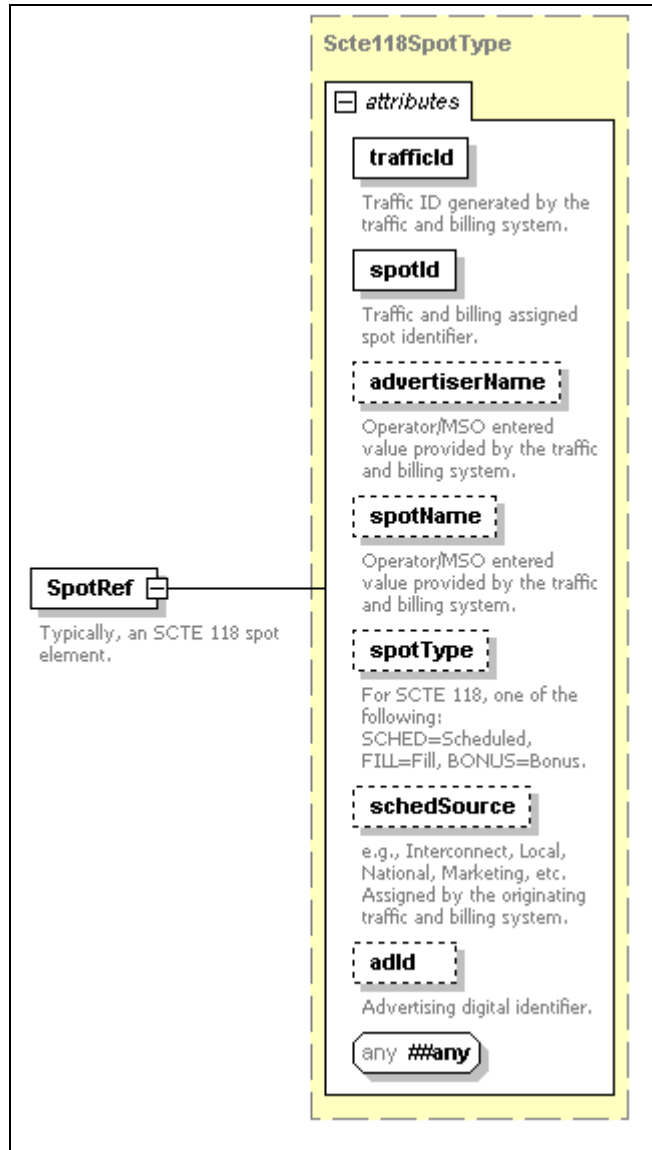 Scte118SpotType
attributes
trafficId
Traffic ID generated by the
traffic and billing system.
spotId
Traffic and billing assigned
spot identifier.
advertiserName
Operator/MSO entered
value provided by the traffic
and billing system.
spotName
Operator/MSO entered
value provided by the traffic
and billing system.
SpotRef
Typically, an SCTE 118 spot
element.
spotType
For SCTE 118, one of the
following:
SCHED=Scheduled,
FILL=Fill, BONUS=Bonus.
schedSource
e.g., Interconnect, Local,
National, Marketing, etc.
Assigned by the originating
traffic and billing system.
adId
Advertising digital identifier.
any ##any